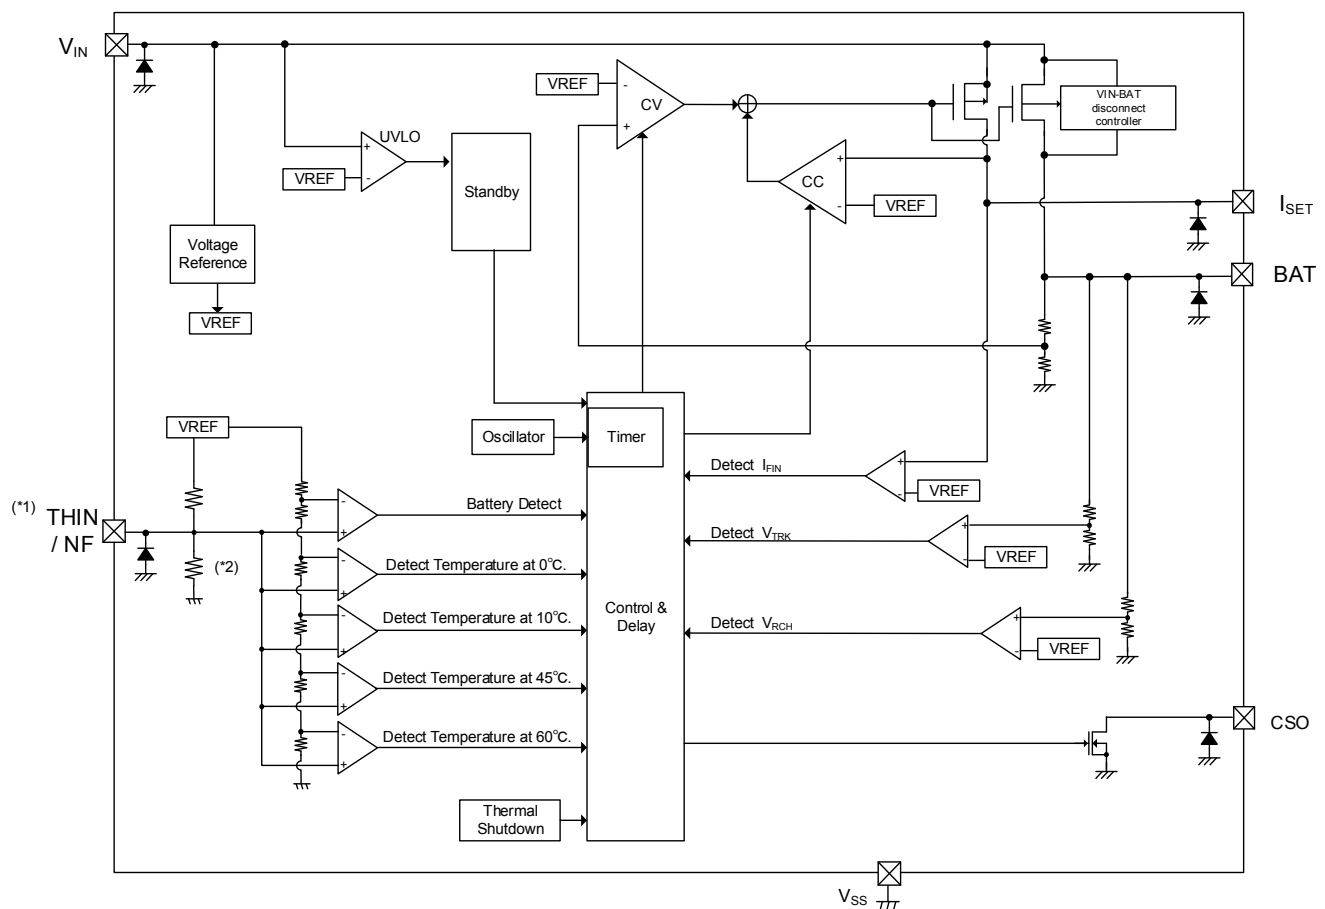 VIN
VREF
-
CV
+
VIN-BAT
disconnect
controller
UVLO
+
VREF
-
Standby
+
CC
-
VREF
ISET
Voltage
Reference
VREF
BAT
VREF
Oscillator
Timer
Detect IFIN
+
-
VREF
(*1) THIN
/ NF
-
+
Battery Detect
Detect VTRK
+
-
VREF
(*2)
-
+
Detect Temperature at 0℃.
-
+
Detect Temperature at 10℃.
Control &
Delay
Detect VRCH
+
-
VREF
-
+
Detect Temperature at 45℃.
-
+
Detect Temperature at 60℃.
CSO
Thermal
Shutdown
VSS